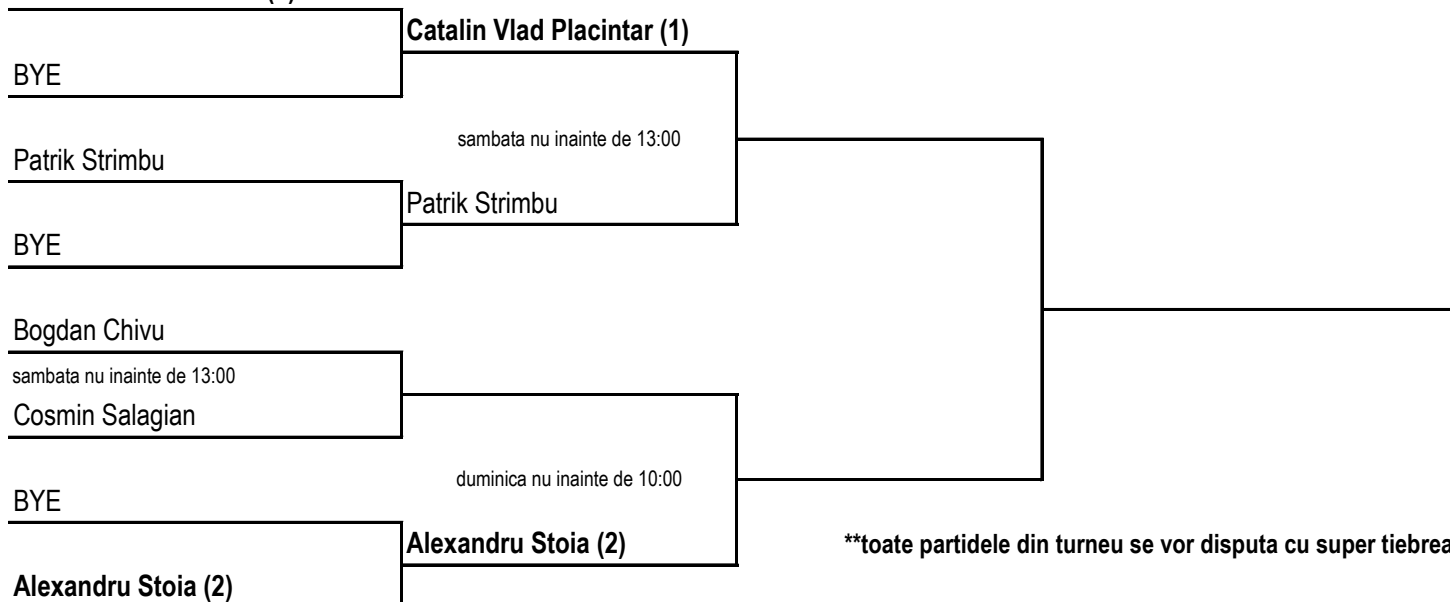 Catalin Vlad Placintar (1)
BYE
sambata nu inainte de 13:00
Patrik Strimbu
Patrik Strimbu
BYE
Bogdan Chivu
sambata nu inainte de 13:00
Cosmin Salagian
duminica nu inainte de 10:00
BYE
Alexandru Stoia (2)
**toate partidele din turneu se vor disputa cu super tiebrea
Alexandru Stoia (2)